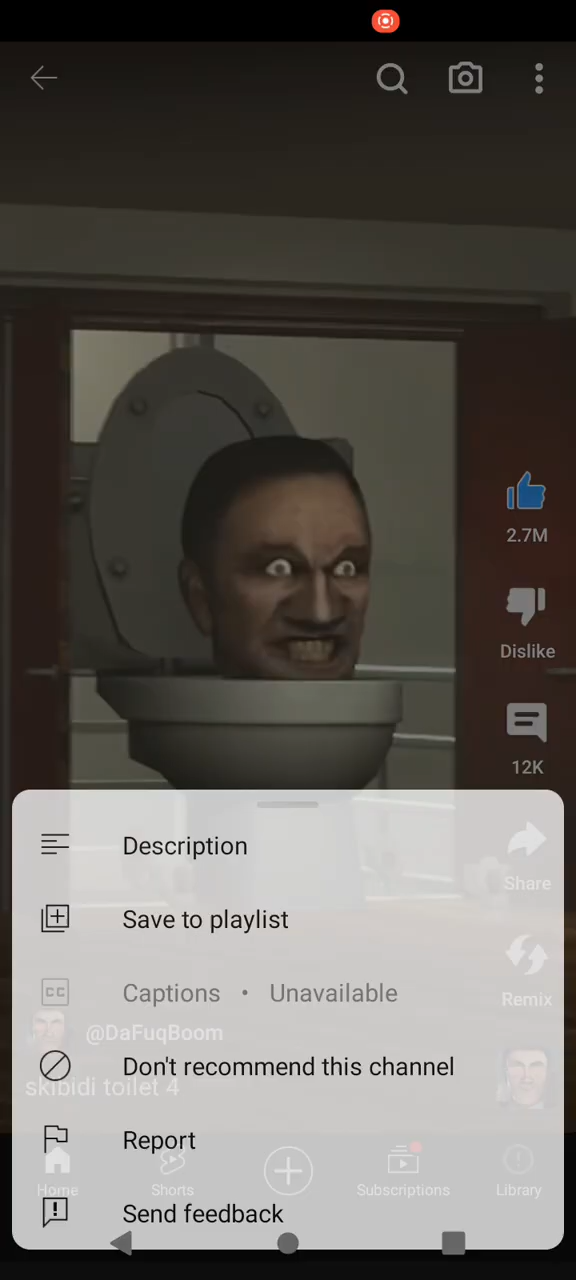 2.7M
Dislike
12K
Description
Share
Save to playlist
CC Captions • Unavailable
Remix
@DaFuqBoom
Don't recommend this channel
skibidi toilet 4
Report
Home
Shorts
Subscriptions
Library
Send feedback